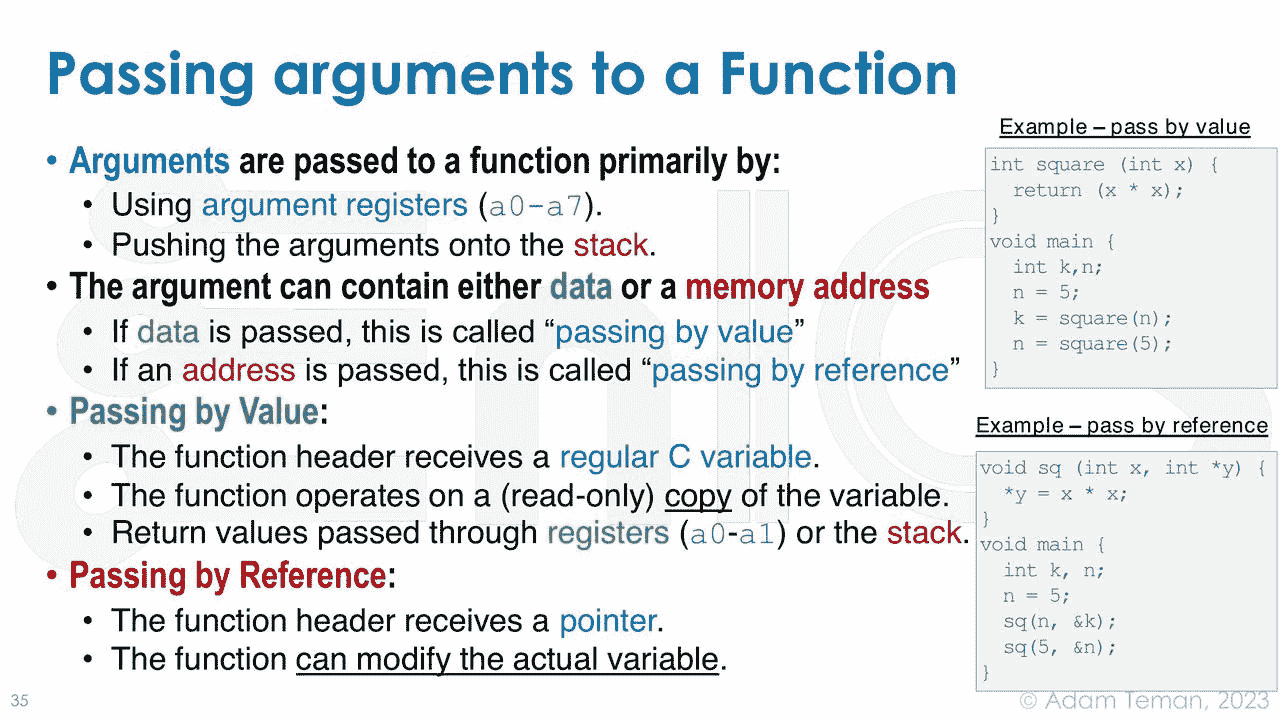 Passing arguments to a Function
• Arguments are passed to a function primarily by:
• Using argument registers (a0-a7).
• Pushing the arguments onto the stack.
• The argument can contain either data or a memory address
• If data is passed, this is called “passing by value”
• If an address is passed, this is called “passing by reference”
• Passing by Value:
• The function header receives a regular C variable.
• The function operates on a (read-only) copy of the variable.
• Return values passed through registers (a0-a1) or the stack.
• Passing by Reference:
• The function header receives a pointer.
• The function can modify the actual variable.
Example – pass by value
int square (int x) {
return (x * x);
}
void main {
int k,n;
n = 5;
k = square(n);
n = square(5);
}
Example – pass by reference
void sq (int x, int *y) {
*y = x * x;
}
void main {
int k, n;
n = 5;
sq(n, &k);
sq(5, &n);
}
35
© Adam Teman, 2023